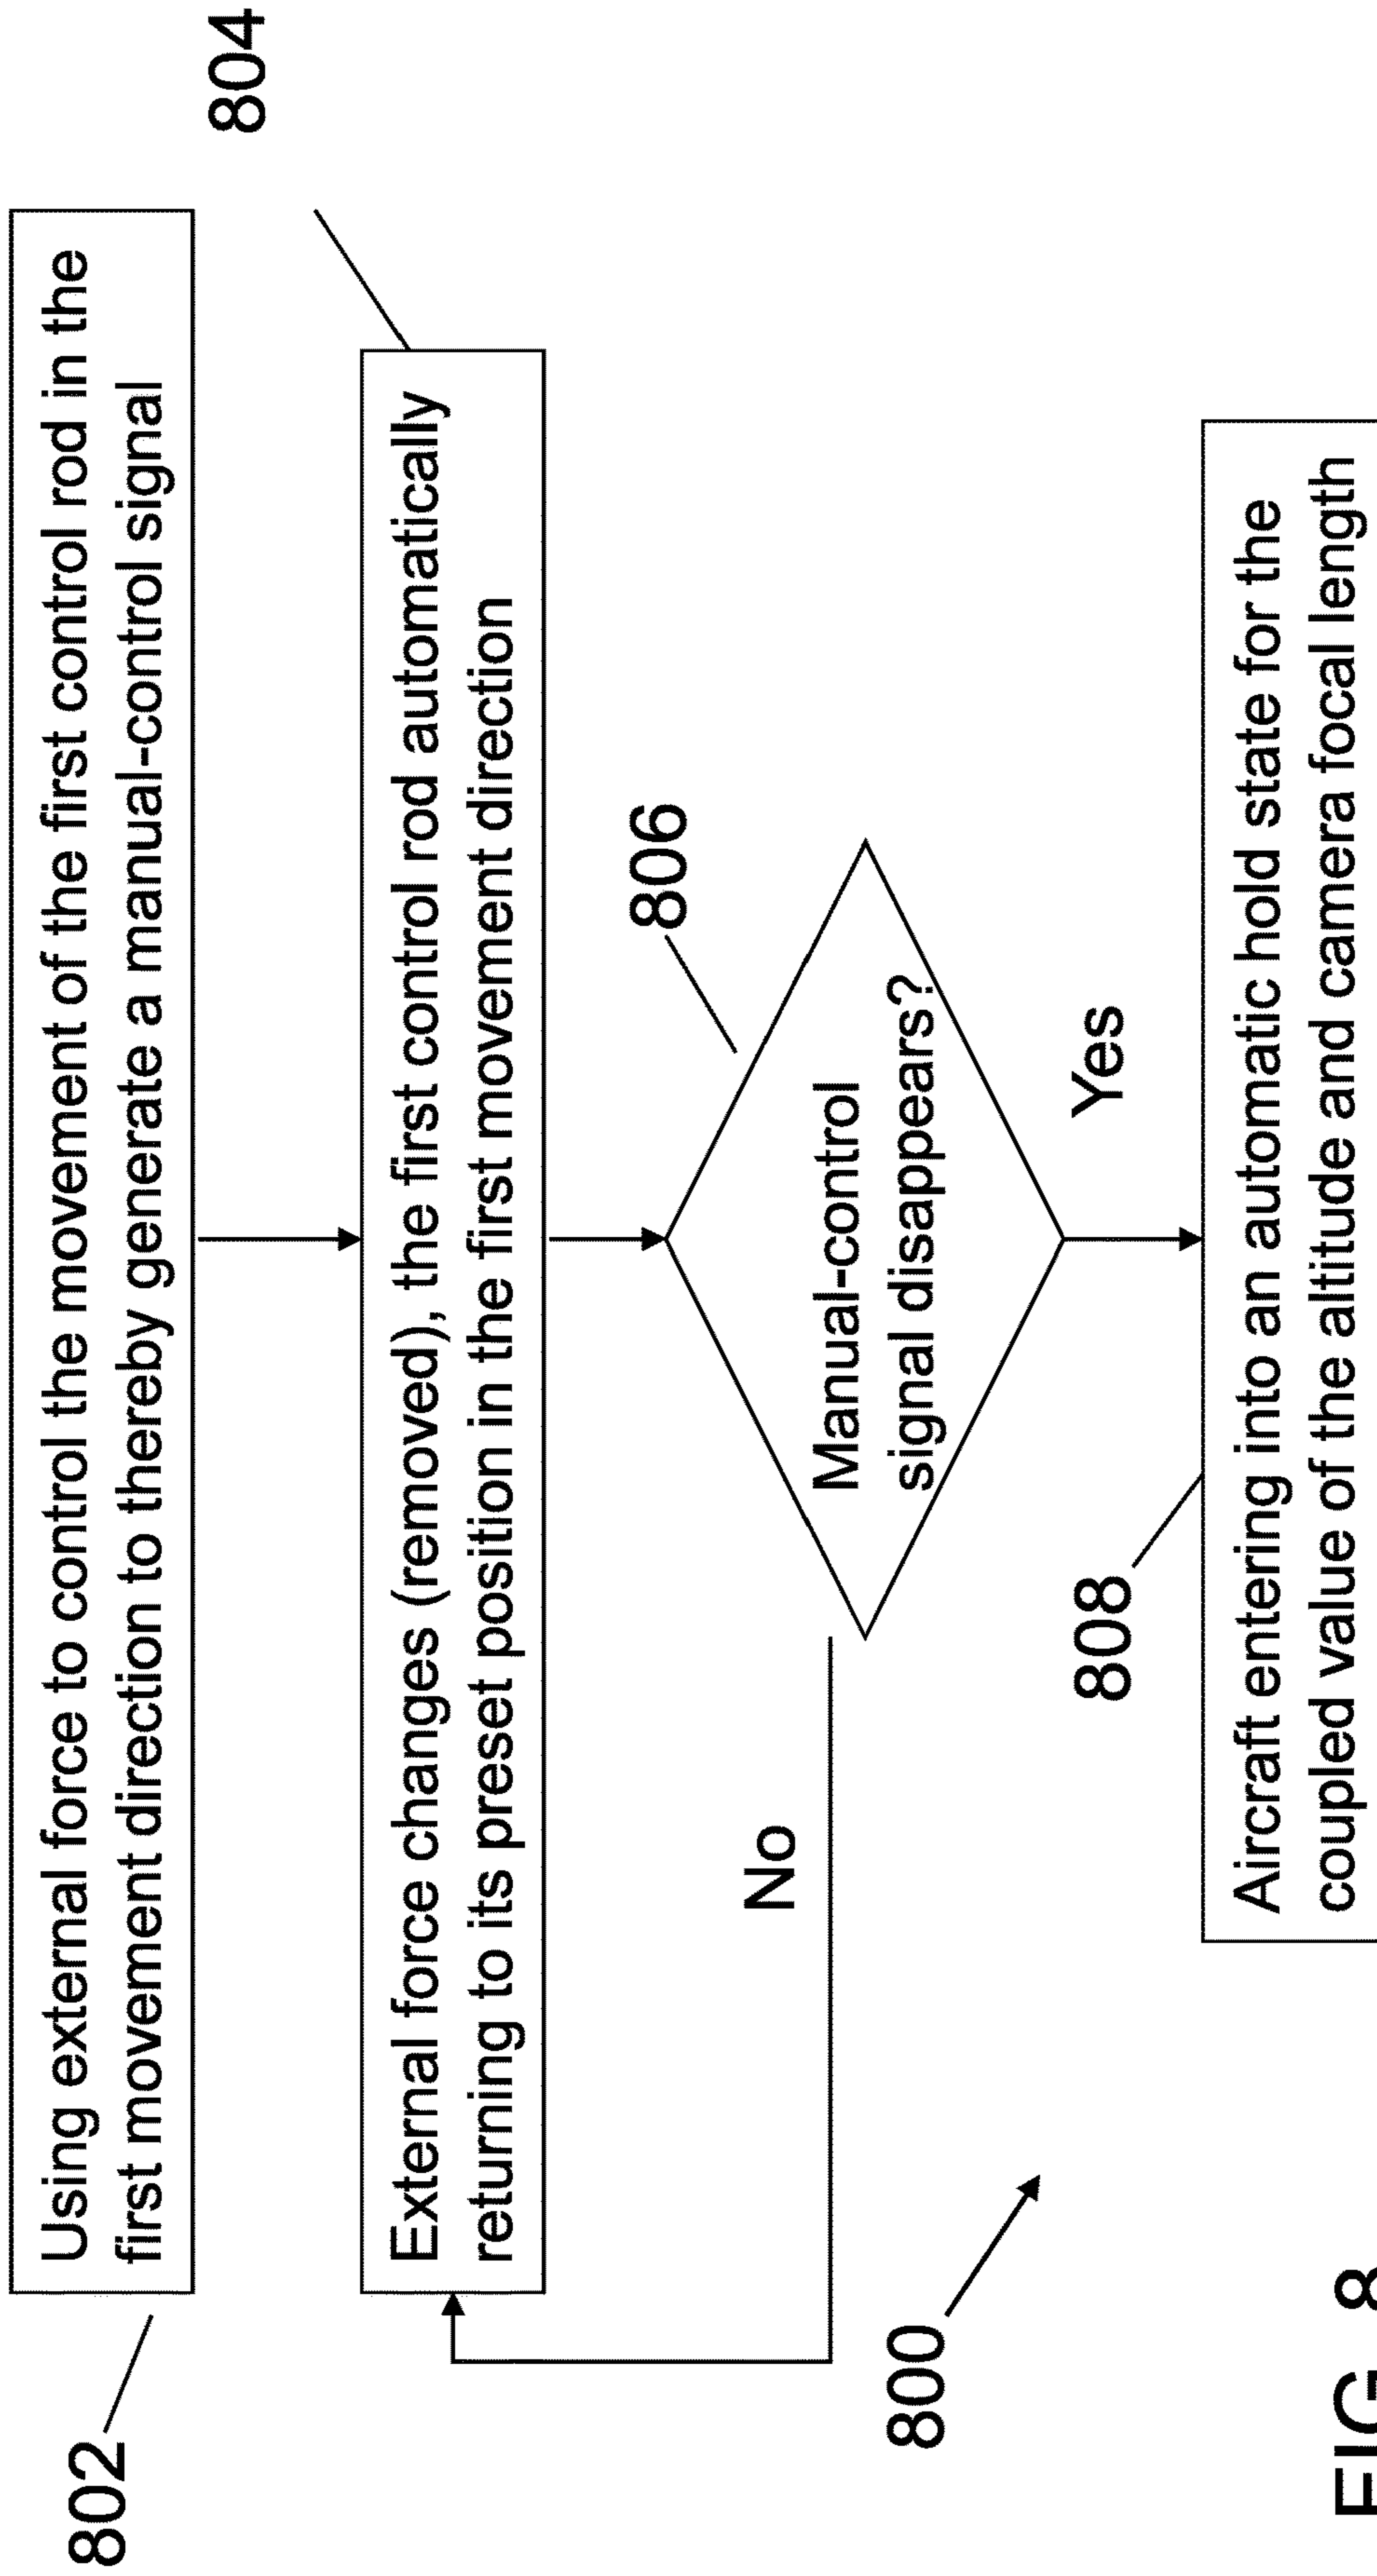 802
Using external force to control the movement of the first control rod in the
first movement direction to thereby generate a manual-control signal
804
External force changes (removed), the first control rod automatically
returning to its preset position in the first movement direction
806
Manual-control
signal disappears?
No
Yes
808
Aircraft entering into an automatic hold state for the
coupled value of the altitude and camera focal length
800
FIG. 8